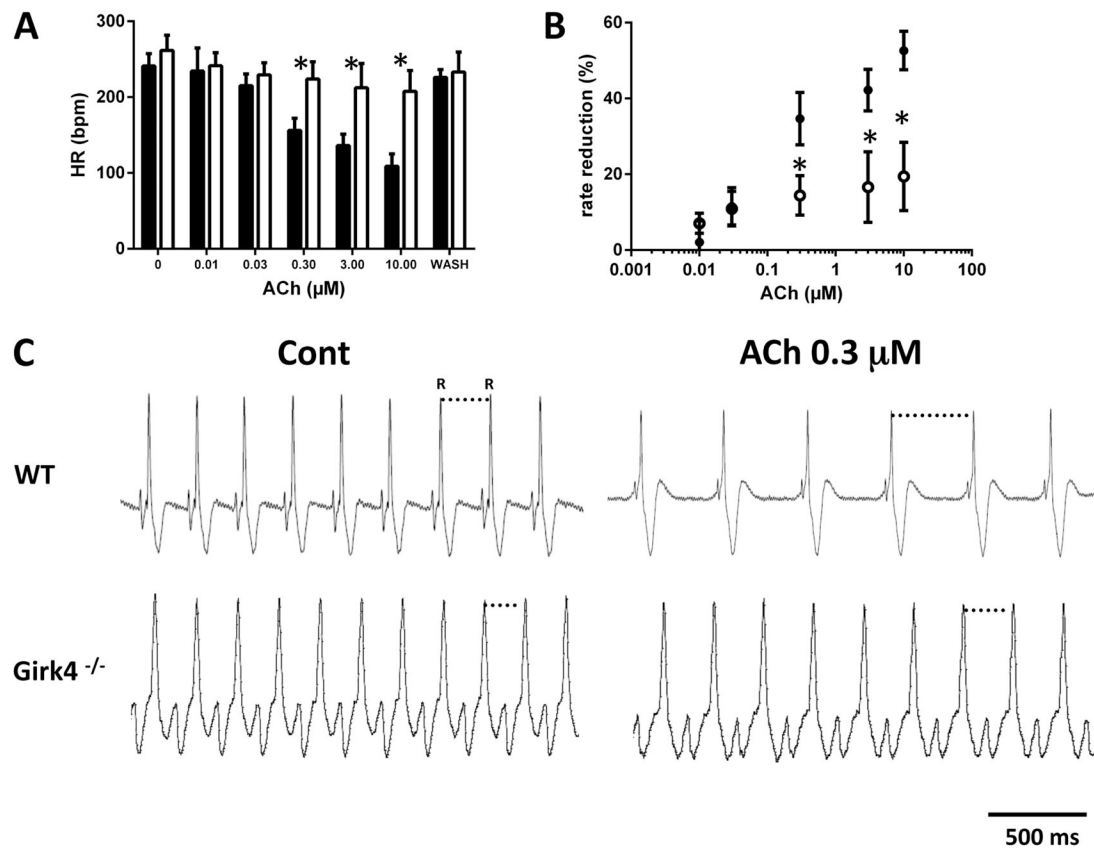 A
HR (bpm)
300
200
100
0
* * *
0 0.01 0.03 0.30 3.00 10.00 WASH
ACh (µM)
B
rate reduction (%)
60
40
20
0
* * *
0.001 0.01 0.1 1 10 100
ACh (µM)
C
Cont ACh 0.3 µM
R R
WT
Girk4 -/-
500 ms